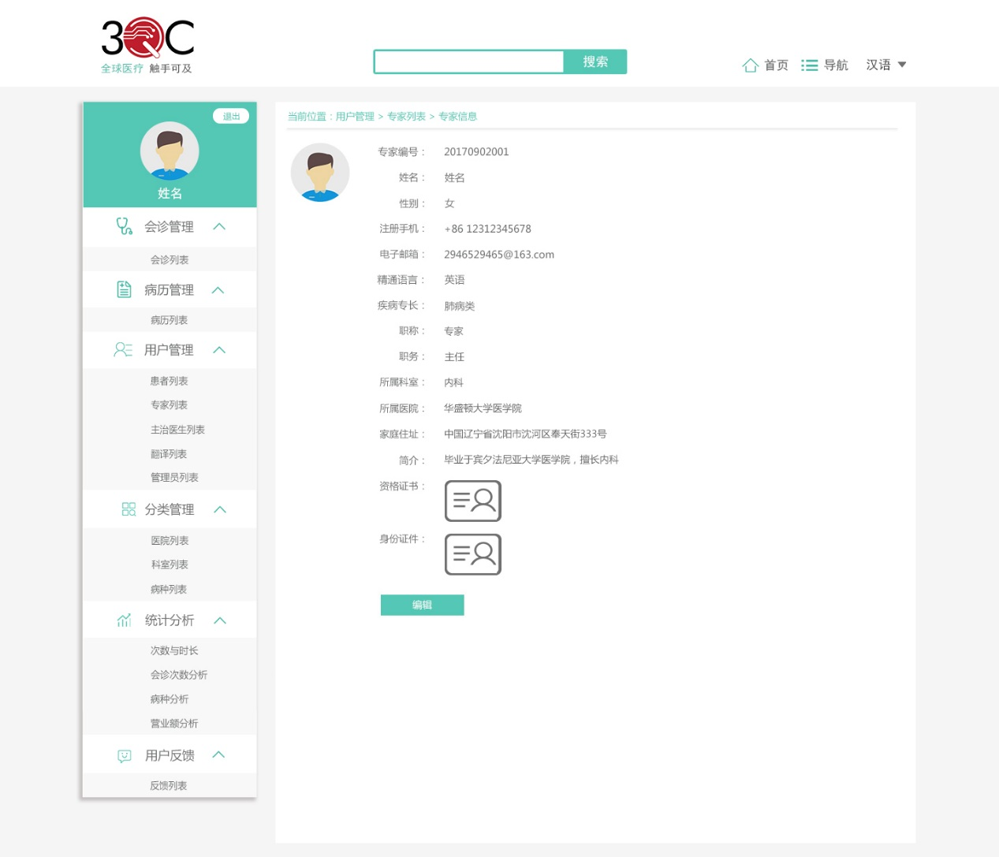 3QC
全球医疗 触手可及
搜索
首页 导航 汉语
退出
姓名
会诊管理
会诊列表
病历管理
病历列表
用户管理
患者列表
专家列表
主治医生列表
翻译列表
管理员列表
分类管理
医院列表
科室列表
病种列表
统计分析
次数与时长
会诊次数分析
病种分析
营业额分析
用户反馈
反馈列表
当前位置：用户管理 > 专家列表 > 专家信息
专家编号： 20170902001
姓名： 姓名
性别： 女
注册手机： +86 12312345678
电子邮箱： 2946529465@163.com
精通语言： 英语
疾病专长： 肺病类
职称： 专家
职务： 主任
所属科室： 内科
所属医院： 华盛顿大学医学院
家庭住址： 中国辽宁省沈阳市沈河区奉天街333号
简介： 毕业于宾夕法尼亚大学医学院，擅长内科
资格证书：
身份证件：
编辑